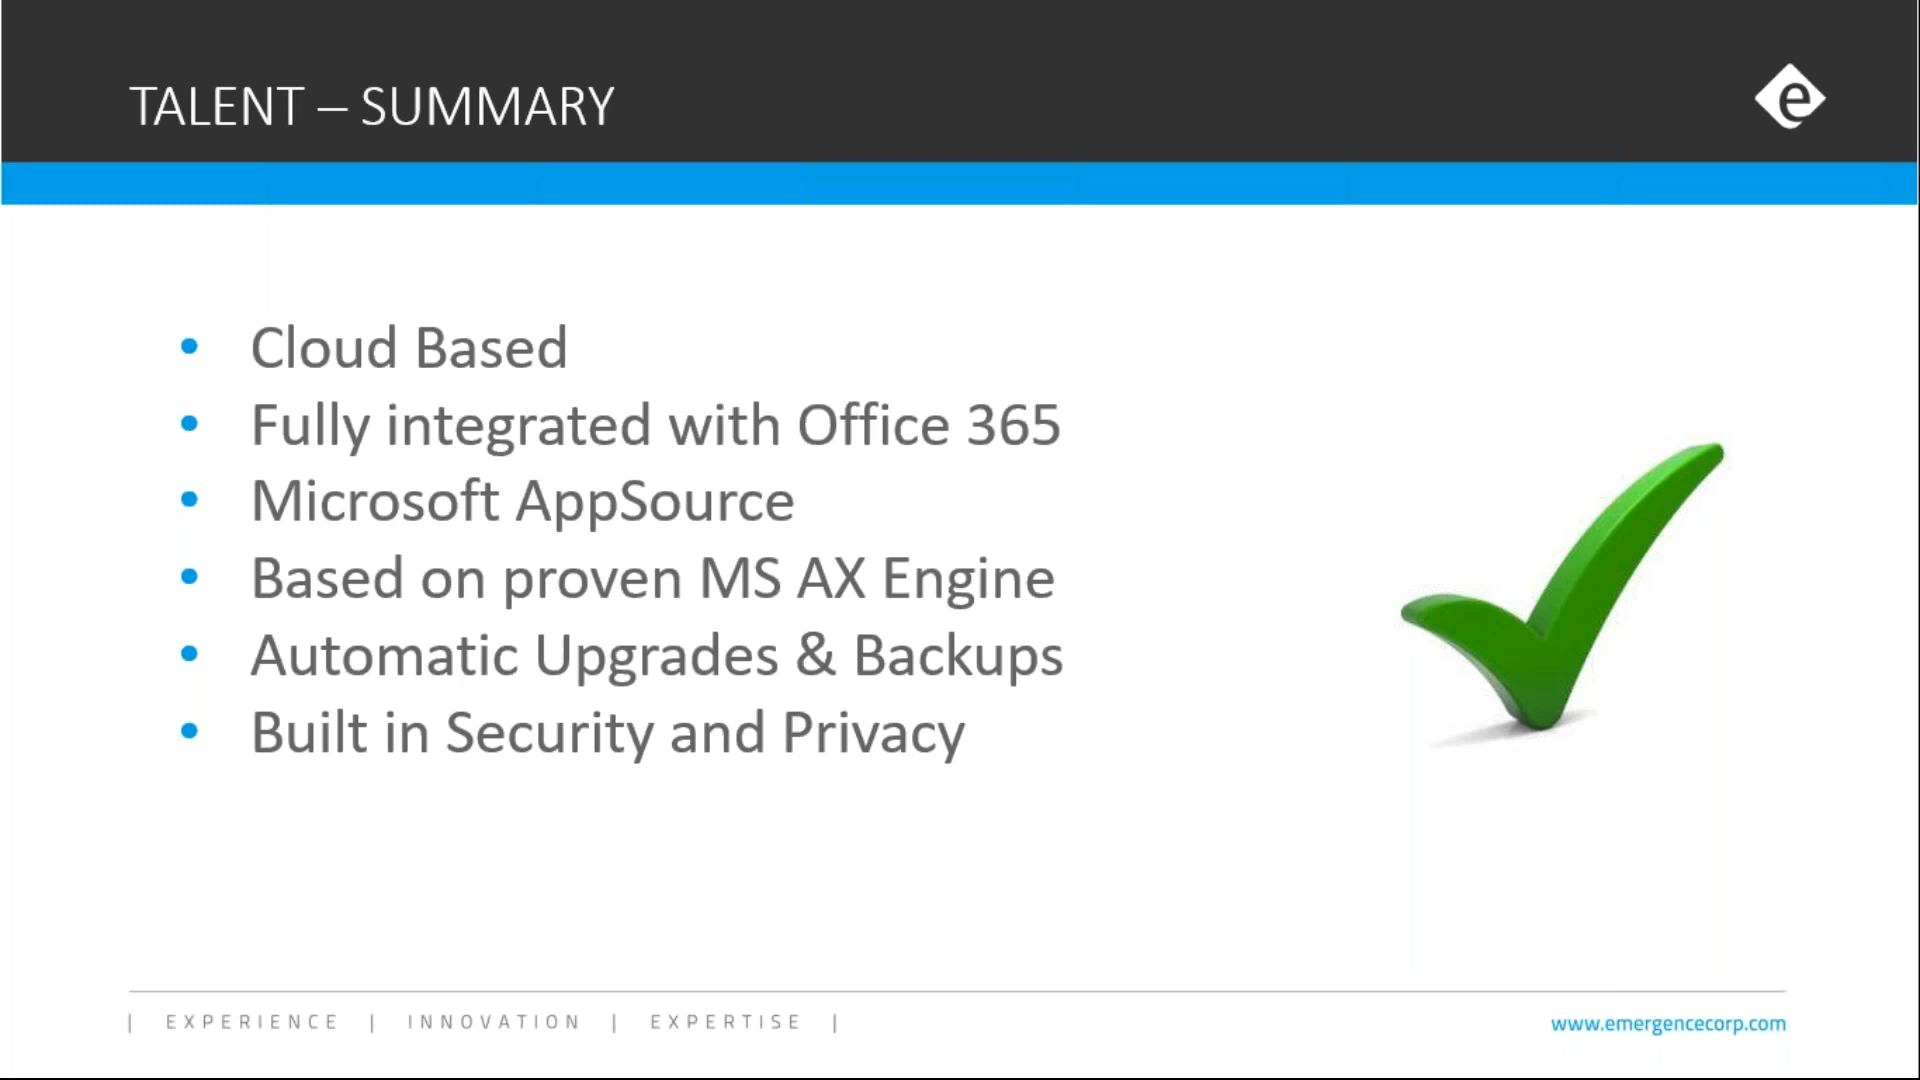 TALENT – SUMMARY
e
• Cloud Based
• Fully integrated with Office 365
• Microsoft AppSource
• Based on proven MS AX Engine
• Automatic Upgrades & Backups
• Built in Security and Privacy
| EXPERIENCE | INNOVATION | EXPERTISE |
www.emergencecorp.com